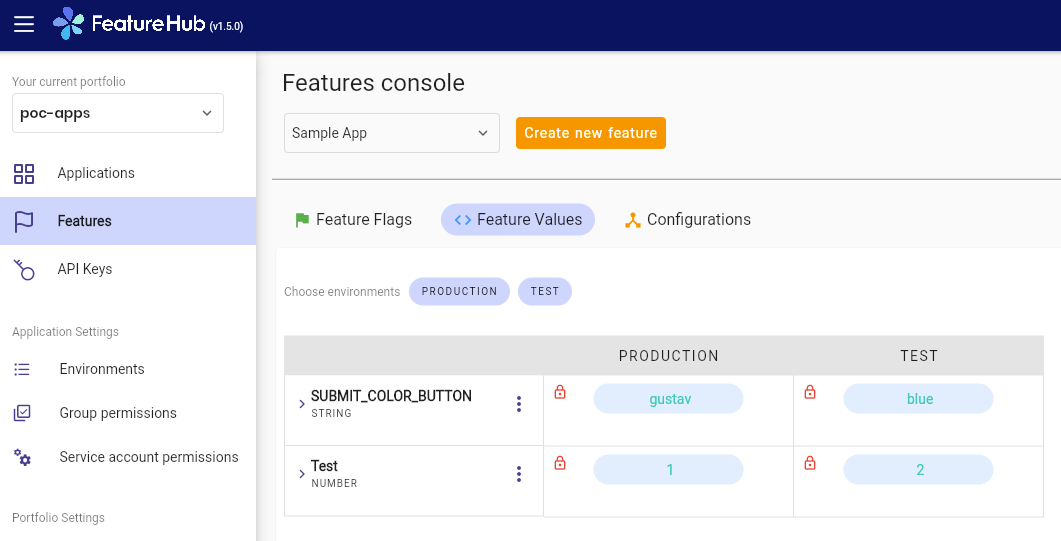 FeatureHub (v1.5.0)
Your current portfolio
poc-apps
Applications
Features
API Keys
Application Settings
Environments
Group permissions
Service account permissions
Portfolio Settings
Features console
Sample App
Create new feature
Feature Flags
Feature Values
Configurations
Choose environments
PRODUCTION
TEST
PRODUCTION TEST
SUBMIT_COLOR_BUTTON
STRING
gustav
blue
Test
NUMBER
1
2